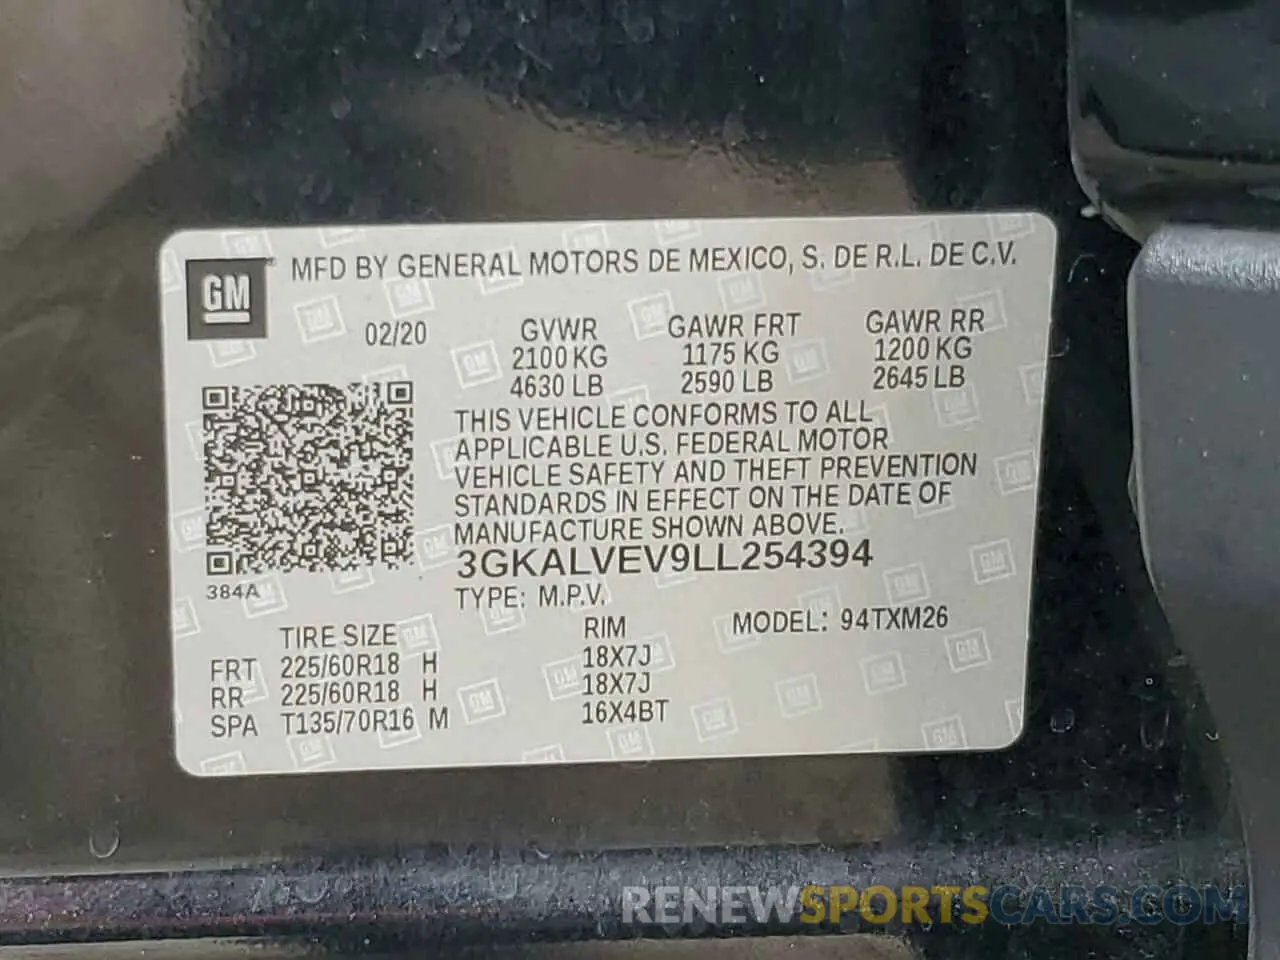 GM
MFD BY GENERAL MOTORS DE MEXICO, S. DE R.L. DE C.V.
02/20 GVWR GAWR FRT GAWR RR
2100 KG 1175 KG 1200 KG
4630 LB 2590 LB 2645 LB
THIS VEHICLE CONFORMS TO ALL
APPLICABLE U.S. FEDERAL MOTOR
VEHICLE SAFETY AND THEFT PREVENTION
STANDARDS IN EFFECT ON THE DATE OF
MANUFACTURE SHOWN ABOVE.
3GKALVEV9LL254394
384A
TYPE: M.P.V.
TIRE SIZE RIM MODEL: 94TXM26
FRT 225/60R18 H 18X7J
RR 225/60R18 H 18X7J
SPA T135/70R16 M 16X4BT
RENEWSPORTSCARS.COM